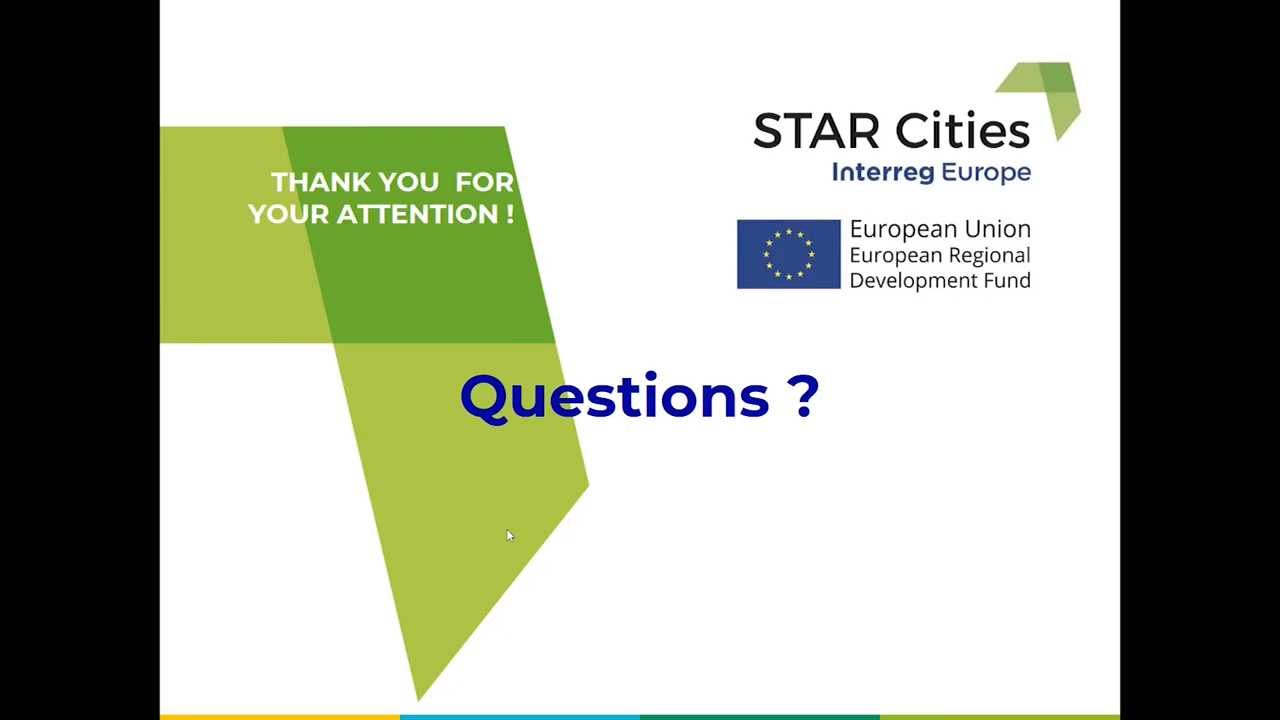 STAR Cities
Interreg Europe
THANK YOU FOR
YOUR ATTENTION !
European Union
European Regional
Development Fund
Questions ?